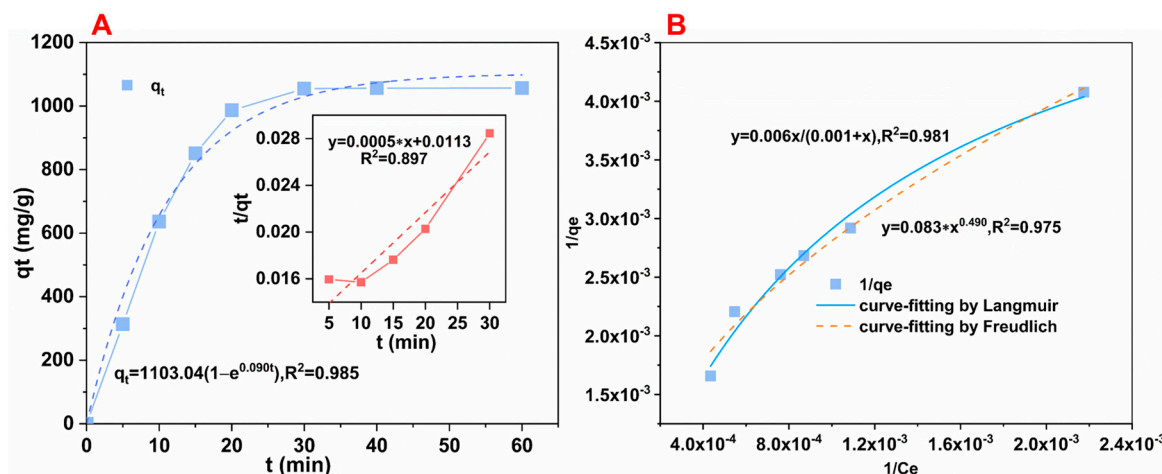 A
1200
1000
800
600
400
200
0
qt (mg/g)
qₜ
0 10 20 30 40 50 60
t (min)
qₜ=1103.04(1−e^0.090t),R²=0.985
0.028
0.024
0.020
0.016
t/qt
y=0.0005*x+0.0113
R²=0.897
5 10 15 20 25 30
t (min)
B
4.5x10⁻³
4.0x10⁻³
3.5x10⁻³
3.0x10⁻³
2.5x10⁻³
2.0x10⁻³
1.5x10⁻³
1/qe
y=0.006x/(0.001+x),R²=0.981
y=0.083*x^0.490,R²=0.975
1/qe
curve-fitting by Langmuir
curve-fitting by Freudlich
4.0x10⁻⁴ 8.0x10⁻⁴ 1.2x10⁻³ 1.6x10⁻³ 2.0x10⁻³ 2.4x10⁻³
1/Ce